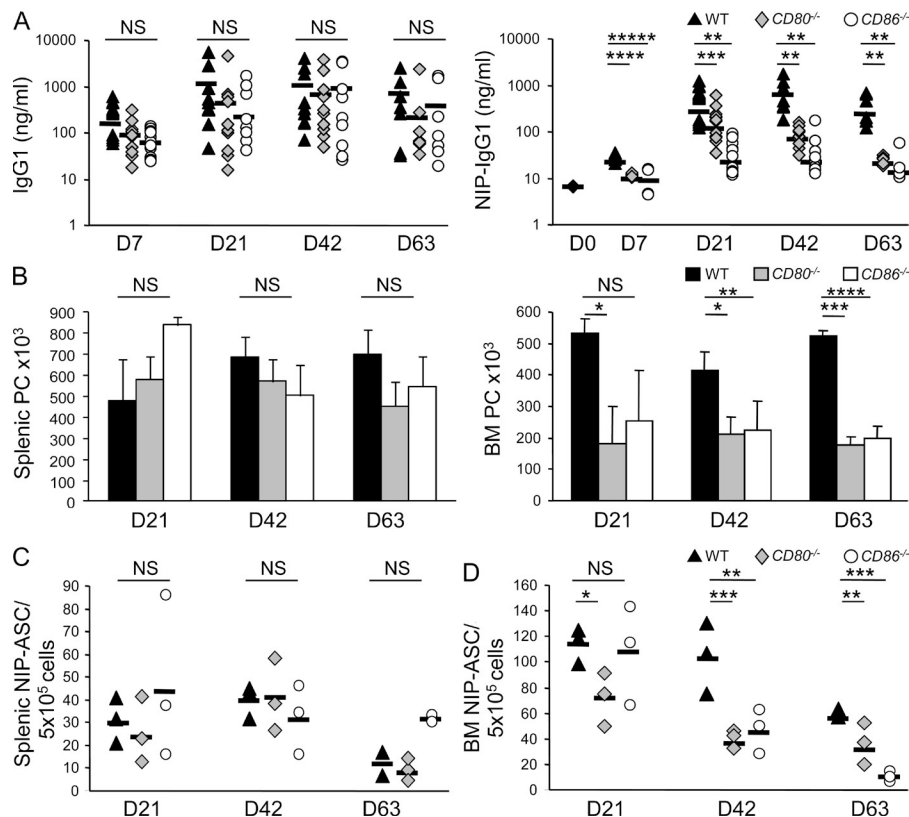 A
NS NS NS NS
IgG1 (ng/ml)
10000
1000
100
10
1
D7 D21 D42 D63
WT CD80-/- CD86-/-
***** ** ** **
**** *** ** **
NIP-IgG1 (ng/ml)
10000
1000
100
10
1
D0 D7 D21 D42 D63
B
NS NS NS
Splenic PC x10³
900
800
700
600
500
400
300
200
100
0
D21 D42 D63
WT CD80-/- CD86-/-
NS ** ****
* * ***
BM PC x10³
600
500
400
300
200
100
0
D21 D42 D63
C
NS NS NS
Splenic NIP-ASC/
5x10⁵ cells
90
80
70
60
50
40
30
20
10
0
D21 D42 D63
D
WT CD80-/- CD86-/-
NS ** ***
* *** **
BM NIP-ASC/
5x10⁵ cells
160
140
120
100
80
60
40
20
0
D21 D42 D63